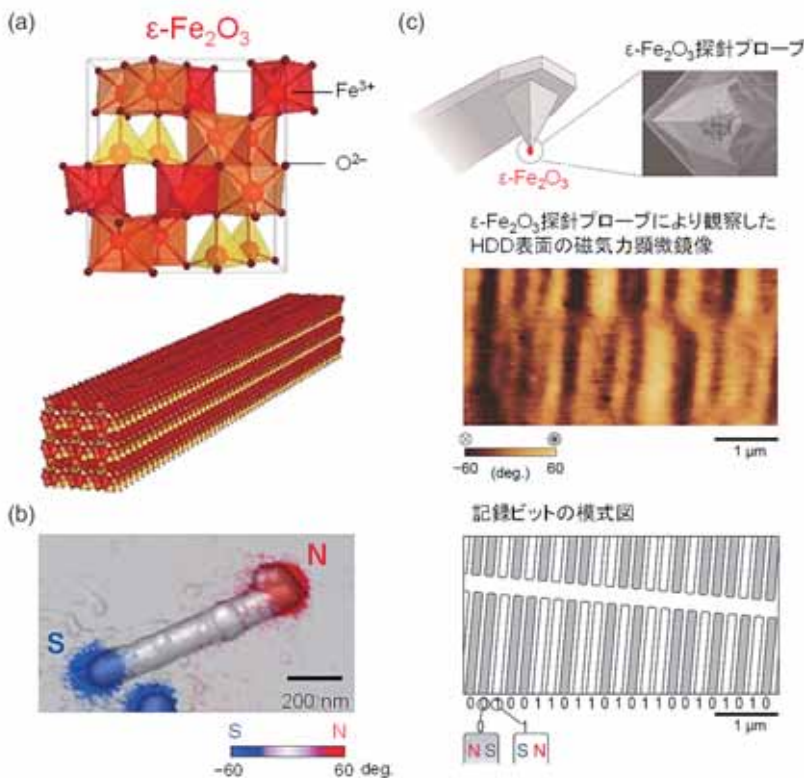 (a)
ε-Fe₂O₃
Fe³⁺
O²⁻
(b)
N
S
200 nm
S
N
−60
60 deg.
(c)
ε-Fe₂O₃探針プローブ
ε-Fe₂O₃
ε-Fe₂O₃探針プローブにより観察した
HDD表面の磁気力顕微鏡像
−60
60
(deg.)
1 μm
記録ビットの模式図
1 μm
0
1
N S
S N